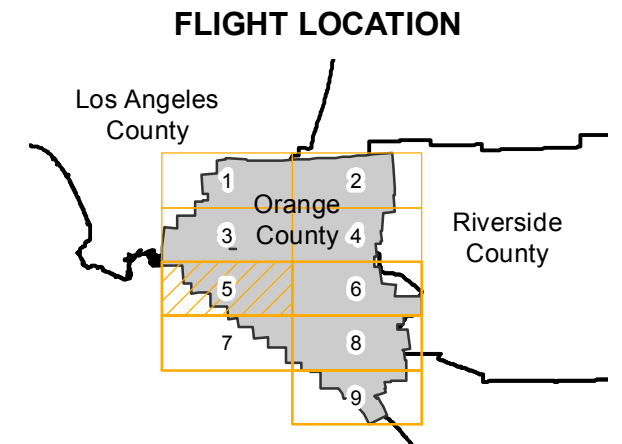 FLIGHT LOCATION
Los Angeles
County
1
2
Orange
3
County
4
Riverside
County
5
6
7
8
9